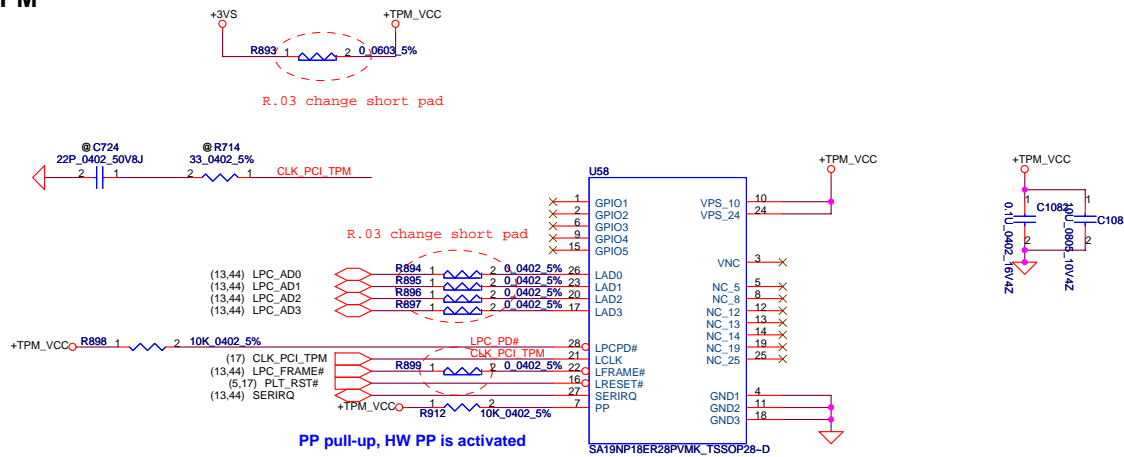 +3VS +TPM_VCC
R893 1 2 0_0603_5%
R.03 change short pad
@ C724 @ R714
22P_0402_50V8J 33_0402_5%
2 1 2 1 CLK_PCI_TPM
U58
+TPM_VCC +TPM_VCC
1 GPIO1 VPS_10 10
2 GPIO2 VPS_24 24
6 GPIO3
9 GPIO4
15 GPIO5
1 C1082 0.1U_0402_16V4Z 2
1 C108 10U_0805_10V4Z 2
R.03 change short pad
VNC 3
(13,44) LPC_AD0 R894 1 2 0_0402_5% 26 LAD0
(13,44) LPC_AD1 R895 1 2 0_0402_5% 23 LAD1
(13,44) LPC_AD2 R896 1 2 0_0402_5% 20 LAD2
(13,44) LPC_AD3 R897 1 2 0_0402_5% 17 LAD3
NC_5 5
NC_8 8
NC_12 12
NC_13 13
NC_14 14
NC_19 19
NC_25 25
+TPM_VCC R898 1 2 10K_0402_5% LPC_PD# 28 LPCPD#
(17) CLK_PCI_TPM CLK_PCI_TPM 21 LCLK
(13,44) LPC_FRAME# R899 1 2 0_0402_5% 22 LFRAME#
(5,17) PLT_RST# 16 LRESET#
(13,44) SERIRQ 27 SERIRQ
+TPM_VCC R912 1 2 10K_0402_5% 7 PP
GND1 4
GND2 11
GND3 18
PP pull-up, HW PP is activated
SA19NP18ER28PVMK_TSSOP28~D